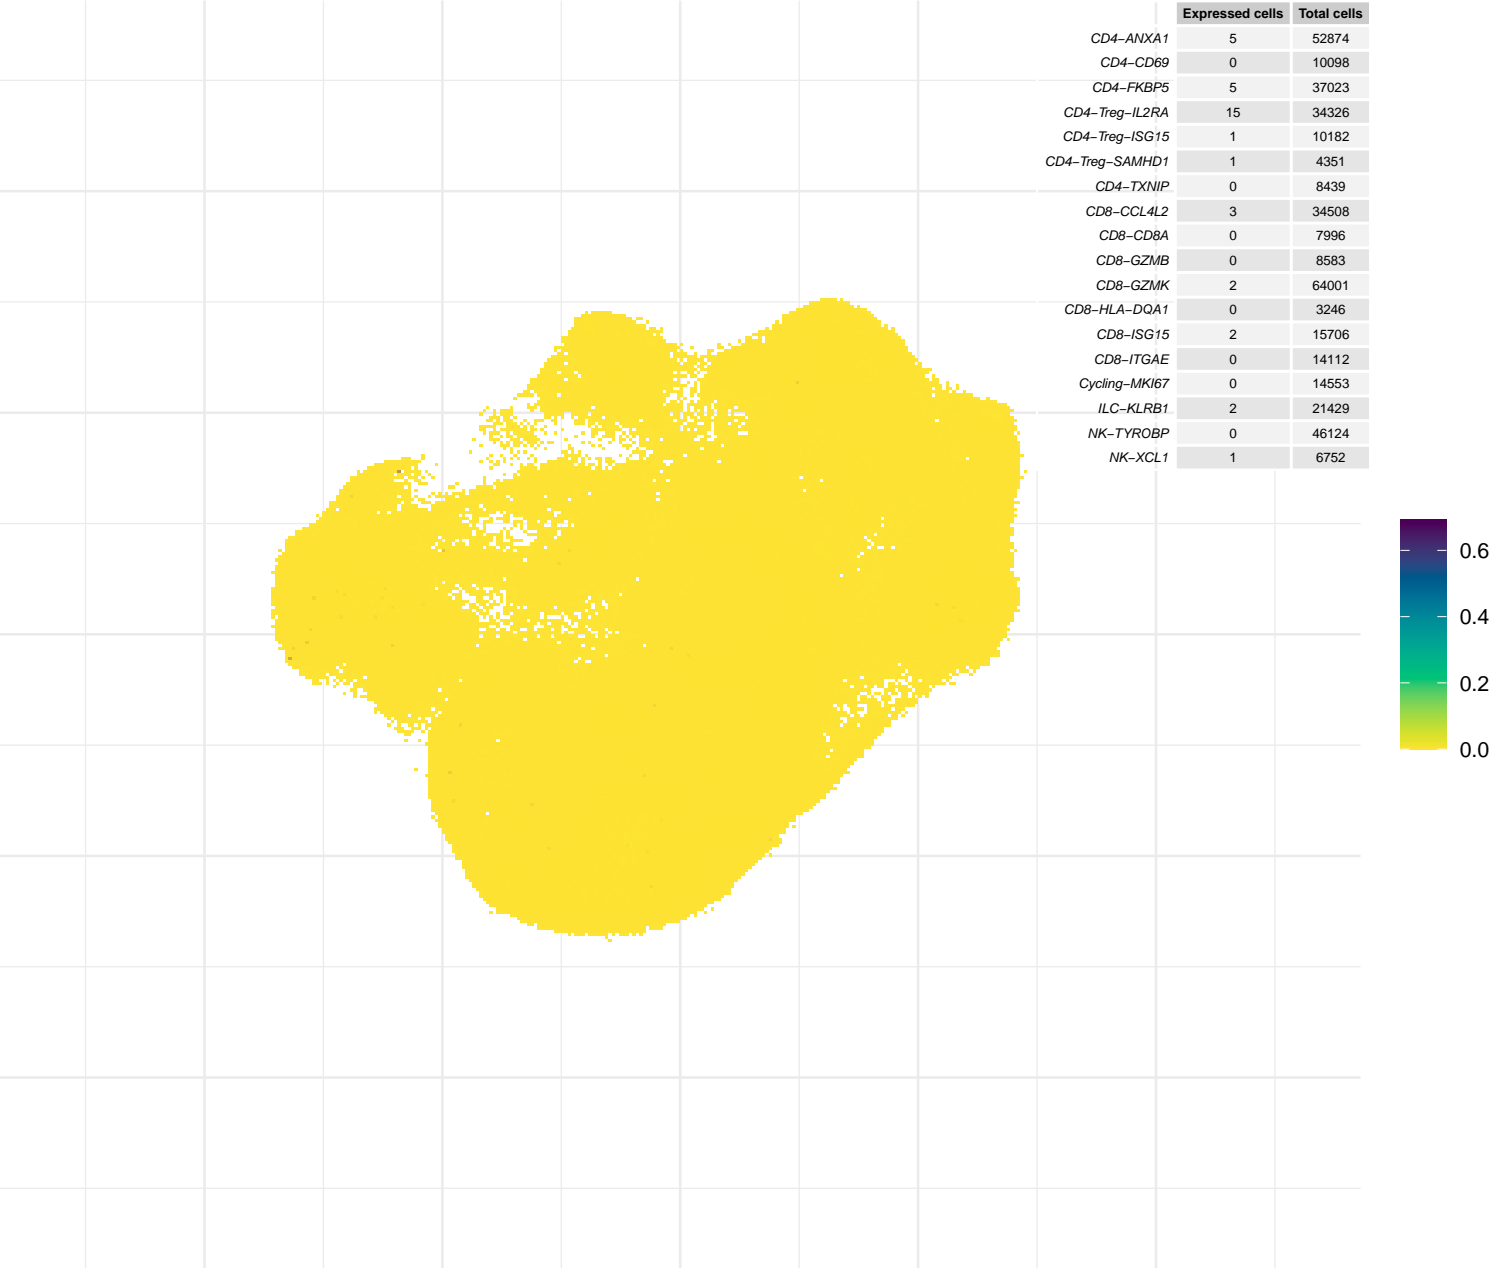 Expressed cells Total cells
CD4−ANXA1 5 52874
CD4−CD69 0 10098
CD4−FKBP5 5 37023
CD4−Treg−IL2RA 15 34326
CD4−Treg−ISG15 1 10182
CD4−Treg−SAMHD1 1 4351
CD4−TXNIP 0 8439
CD8−CCL4L2 3 34508
CD8−CD8A 0 7996
CD8−GZMB 0 8583
CD8−GZMK 2 64001
CD8−HLA−DQA1 0 3246
CD8−ISG15 2 15706
CD8−ITGAE 0 14112
Cycling−MKI67 0 14553
ILC−KLRB1 2 21429
NK−TYROBP 0 46124
NK−XCL1 1 6752
0.6
0.4
0.2
0.0